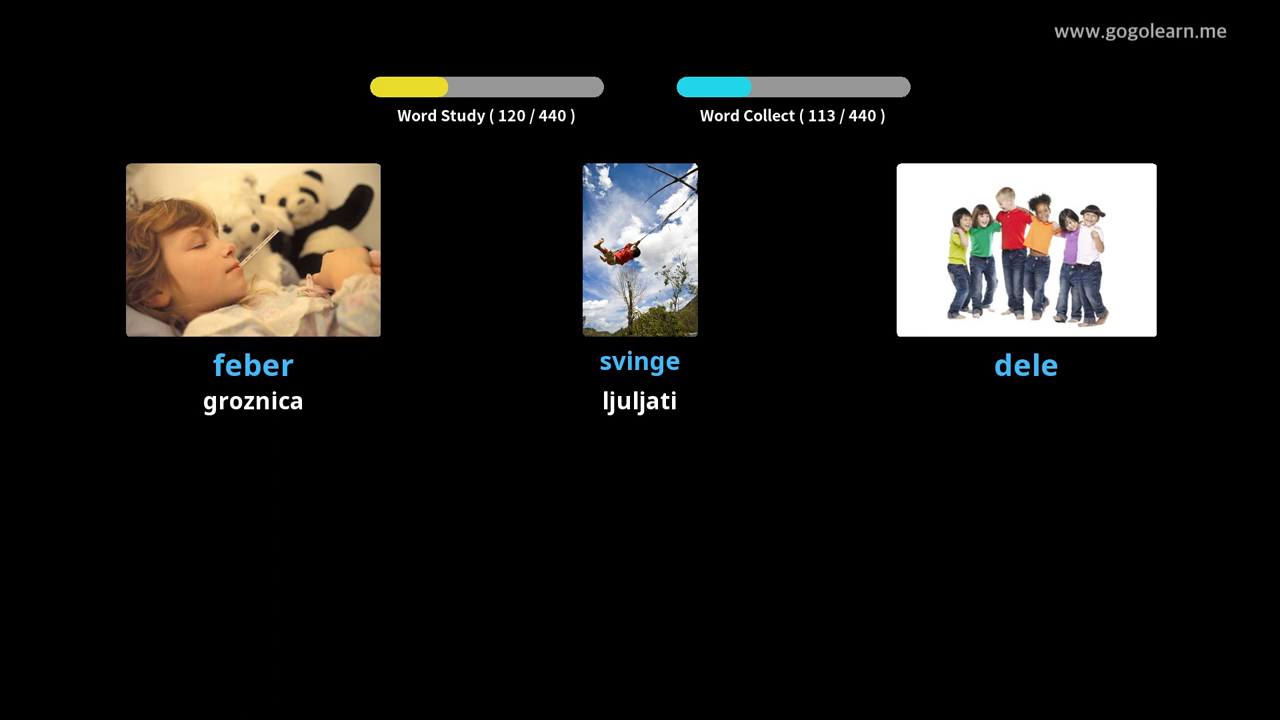 www.gogolearn.me
Word Study ( 120 / 440 )
Word Collect ( 113 / 440 )
feber
groznica
svinge
ljuljati
dele